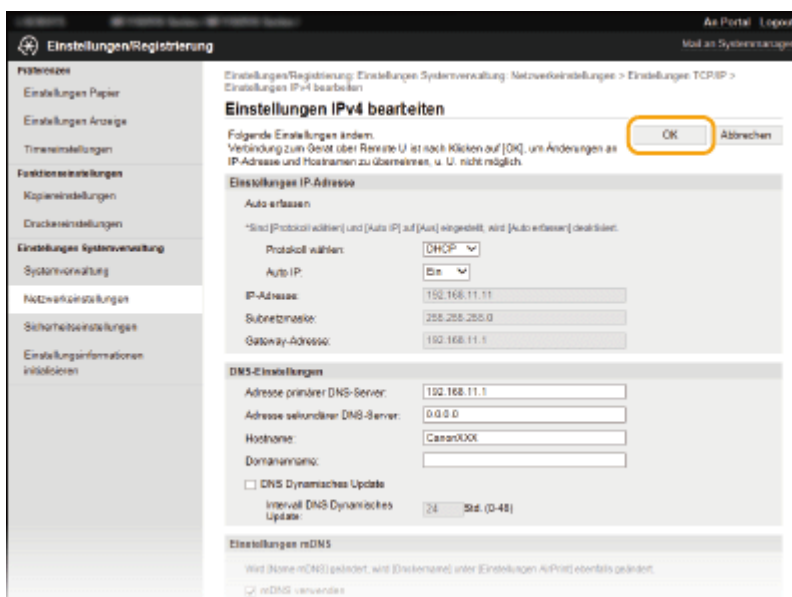 An Portal Logout
Einstellungen/Registrierung
Mail an Systemmanager
Präferenzen
Einstellungen Papier
Einstellungen Anzeige
Timereinstellungen
Funktionseinstellungen
Kopiereinstellungen
Druckereinstellungen
Einstellungen Systemverwaltung
Systemverwaltung
Netzwerkeinstellungen
Sicherheitseinstellungen
Einstellungsinformationen
initialisieren
Einstellungen/Registrierung: Einstellungen Systemverwaltung: Netzwerkeinstellungen > Einstellungen TCP/IP >
Einstellungen IPv4 bearbeiten
Einstellungen IPv4 bearbeiten
Folgende Einstellungen ändern.
Verbindung zum Gerät über Remote U ist nach Klicken auf [OK], um Änderungen an
IP-Adresse und Hostnamen zu übernehmen, u. U. nicht möglich.
OK Abbrechen
Einstellungen IP-Adresse
Auto erfassen
*Sind [Protokoll wählen] und [Auto IP] auf [Aus] eingestellt, wird [Auto erfassen] deaktiviert.
Protokoll wählen: DHCP
Auto IP: Ein
IP-Adresse: 192.168.11.11
Subnetzmaske: 255.255.255.0
Gateway-Adresse: 192.168.11.1
DNS-Einstellungen
Adresse primärer DNS-Server: 192.168.11.1
Adresse sekundärer DNS-Server: 0.0.0.0
Hostname: CanonXXX
Domänenname:
DNS Dynamisches Update
Intervall DNS Dynamisches
Update: 24 Std. (0-48)
Einstellungen mDNS
Wird [Name mDNS] geändert, wird [Druckername] unter [Einstellungen AirPrint] ebenfalls geändert.
mDNS verwenden